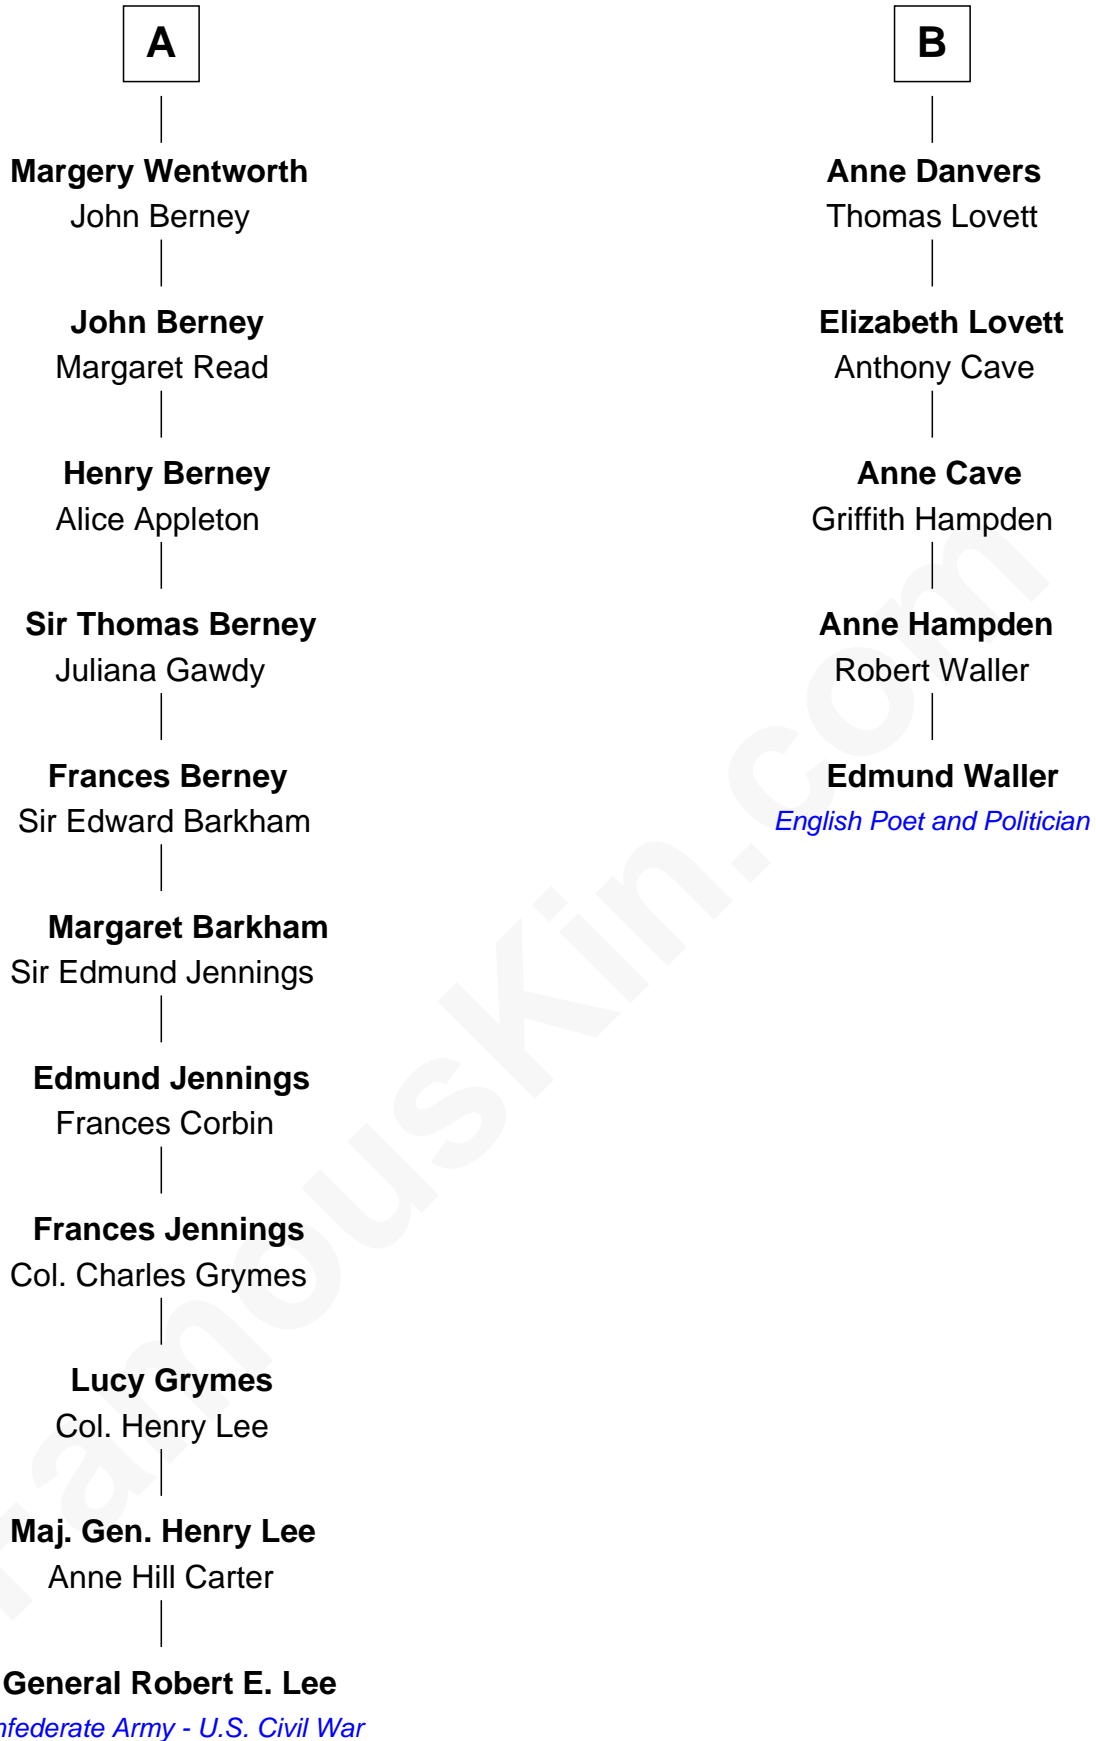 A
Margery Wentworth
John Berney
John Berney
Margaret Read
Henry Berney
Alice Appleton
Sir Thomas Berney
Juliana Gawdy
Frances Berney
Sir Edward Barkham
Margaret Barkham
Sir Edmund Jennings
Edmund Jennings
Frances Corbin
Frances Jennings
Col. Charles Grymes
Lucy Grymes
Col. Henry Lee
Maj. Gen. Henry Lee
Anne Hill Carter
General Robert E. Lee
nfederate Army - U.S. Civil War
B
Anne Danvers
Thomas Lovett
Elizabeth Lovett
Anthony Cave
Anne Cave
Griffith Hampden
Anne Hampden
Robert Waller
Edmund Waller
English Poet and Politician
FamousKin.com